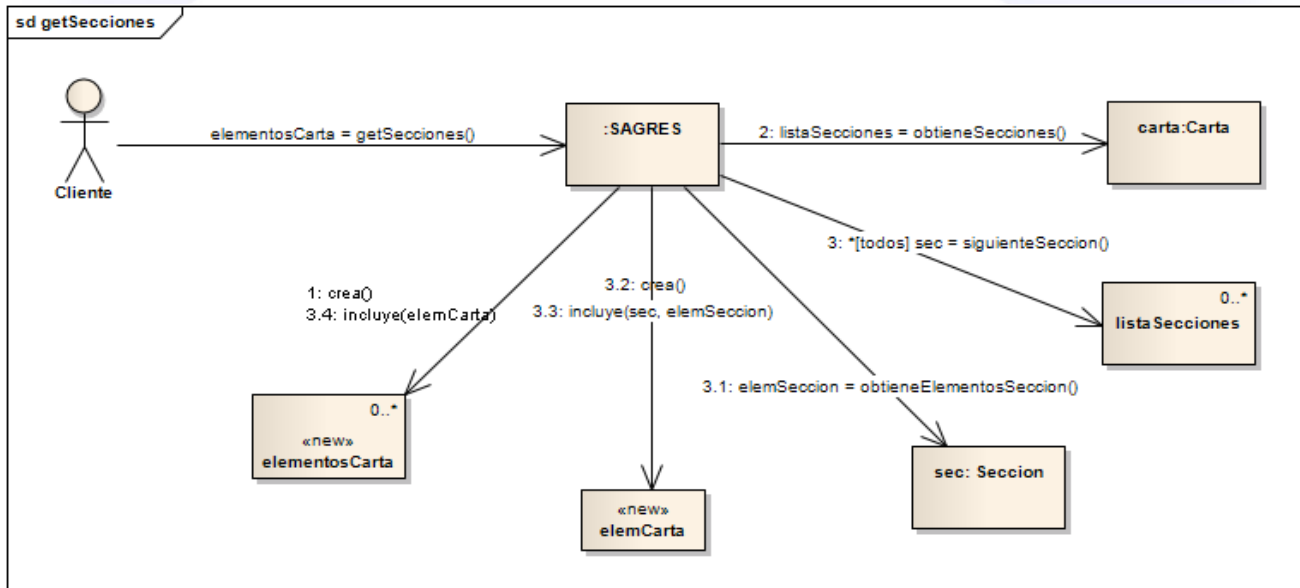 sd getSecciones
Cliente
elementosCarta = getSecciones()
:SAGRES
2: listaSecciones = obtieneSecciones()
carta:Carta
3: *[todos] sec = siguienteSeccion()
0..*
listaSecciones
1: crea()
3.4: incluye(elemCarta)
3.2: crea()
3.3: incluye(sec, elemSeccion)
3.1: elemSeccion = obtieneElementosSeccion()
0..*
«new»
elementosCarta
«new»
elemCarta
sec: Seccion